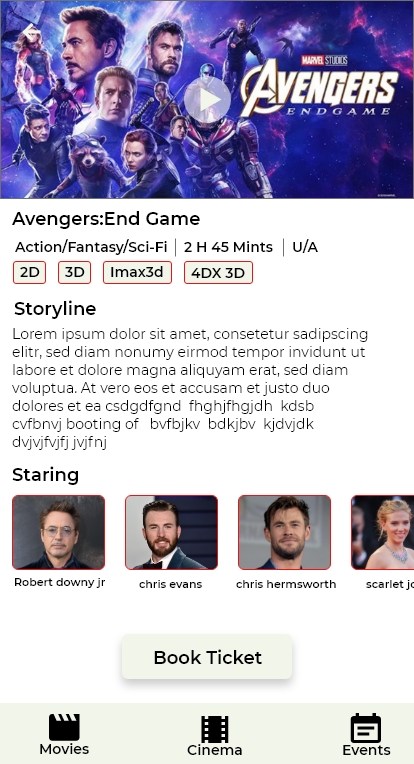 MARVEL STUDIOS
AVENGERS
ENDGAME
Avengers:End Game
Action/Fantasy/Sci-Fi | 2 H 45 Mints | U/A
2D 3D Imax3d 4DX 3D
Storyline
Lorem ipsum dolor sit amet, consetetur sadipscing
elitr, sed diam nonumy eirmod tempor invidunt ut
labore et dolore magna aliquyam erat, sed diam
voluptua. At vero eos et accusam et justo duo
dolores et ea csdgdfgnd fhghjfhgjdh kdsb
cvfbnvj booting of bvfbjkv bdkjbv kjdvjdk
dvjvjfvjfj jvjfnj
Staring
Robert downy jr chris evans chris hermsworth scarlet jo
Book Ticket
Movies Cinema Events